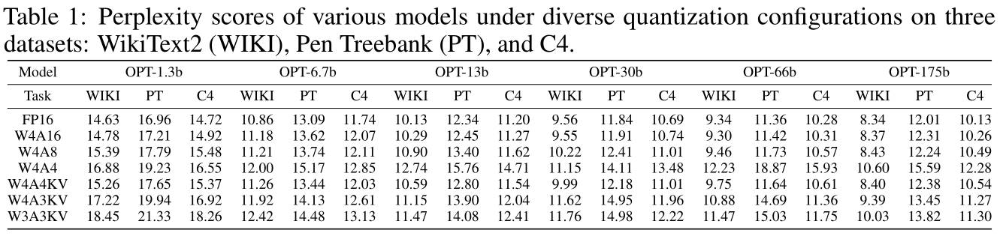 Table 1: Perplexity scores of various models under diverse quantization configurations on three
datasets: WikiText2 (WIKI), Pen Treebank (PT), and C4.
Model OPT-1.3b OPT-6.7b OPT-13b OPT-30b OPT-66b OPT-175b
Task WIKI PT C4 WIKI PT C4 WIKI PT C4 WIKI PT C4 WIKI PT C4 WIKI PT C4
FP16 14.63 16.96 14.72 10.86 13.09 11.74 10.13 12.34 11.20 9.56 11.84 10.69 9.34 11.36 10.28 8.34 12.01 10.13
W4A16 14.78 17.21 14.92 11.18 13.62 12.07 10.29 12.45 11.27 9.55 11.91 10.74 9.30 11.42 10.31 8.37 12.31 10.26
W4A8 15.39 17.79 15.48 11.21 13.74 12.11 10.90 13.40 11.62 10.22 12.41 11.01 9.46 11.73 10.57 8.43 12.24 10.49
W4A4 16.88 19.23 16.55 12.00 15.17 12.85 12.74 15.76 14.71 11.15 14.11 13.48 12.23 18.87 15.93 10.60 15.59 12.28
W4A4KV 15.26 17.65 15.37 11.26 13.44 12.03 10.59 12.80 11.54 9.99 12.18 11.01 9.75 11.64 10.61 8.40 12.38 10.54
W4A3KV 17.22 19.94 16.92 11.92 14.13 12.61 11.15 13.90 12.04 11.62 14.95 11.96 10.88 14.69 11.36 9.39 13.45 11.27
W3A3KV 18.45 21.33 18.26 12.42 14.48 13.13 11.47 14.08 12.41 11.76 14.98 12.22 11.47 15.03 11.75 10.03 13.82 11.30